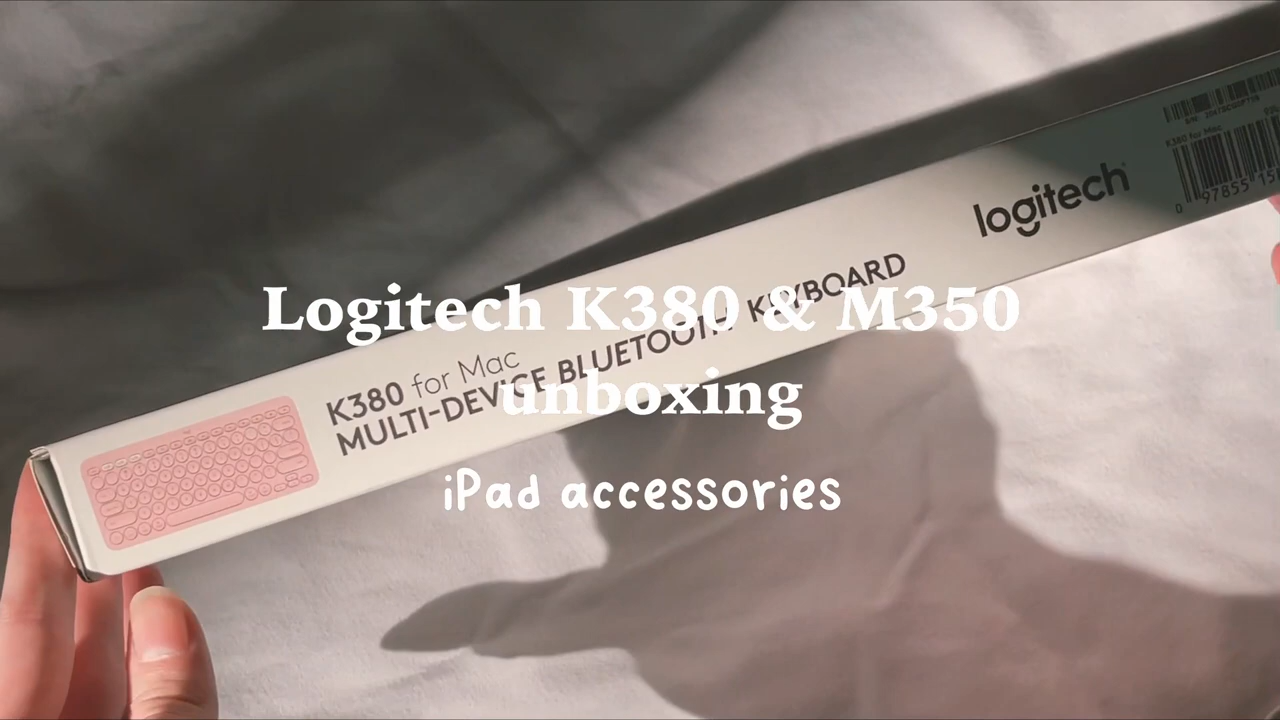 Logitech K380 & M350
unboxing
iPad accessories
K380 for Mac
MULTI-DEVICE BLUETOOTH® KEYBOARD
logitech®
K380 for Mac